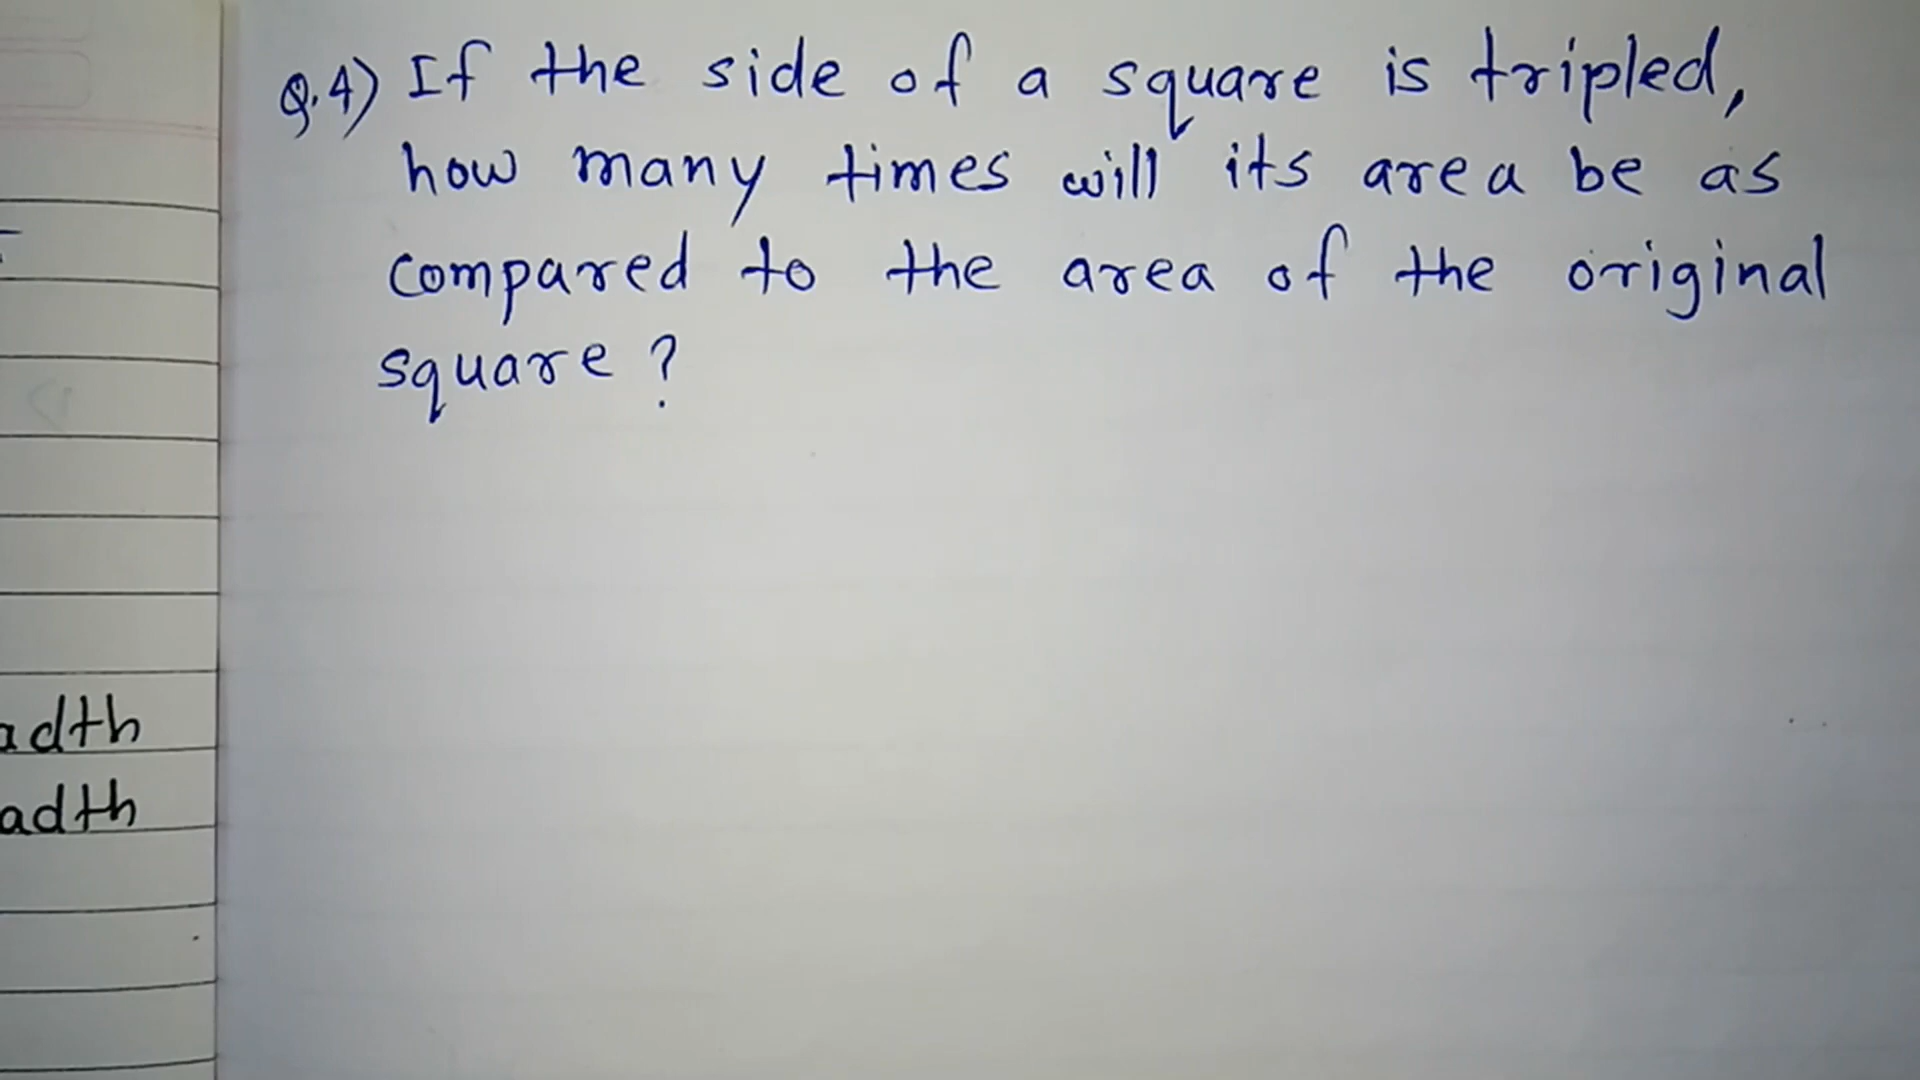 Q.4) If the side of a square is tripled,
how many times will its area be as
compared to the area of the original
square ?
adth
adth